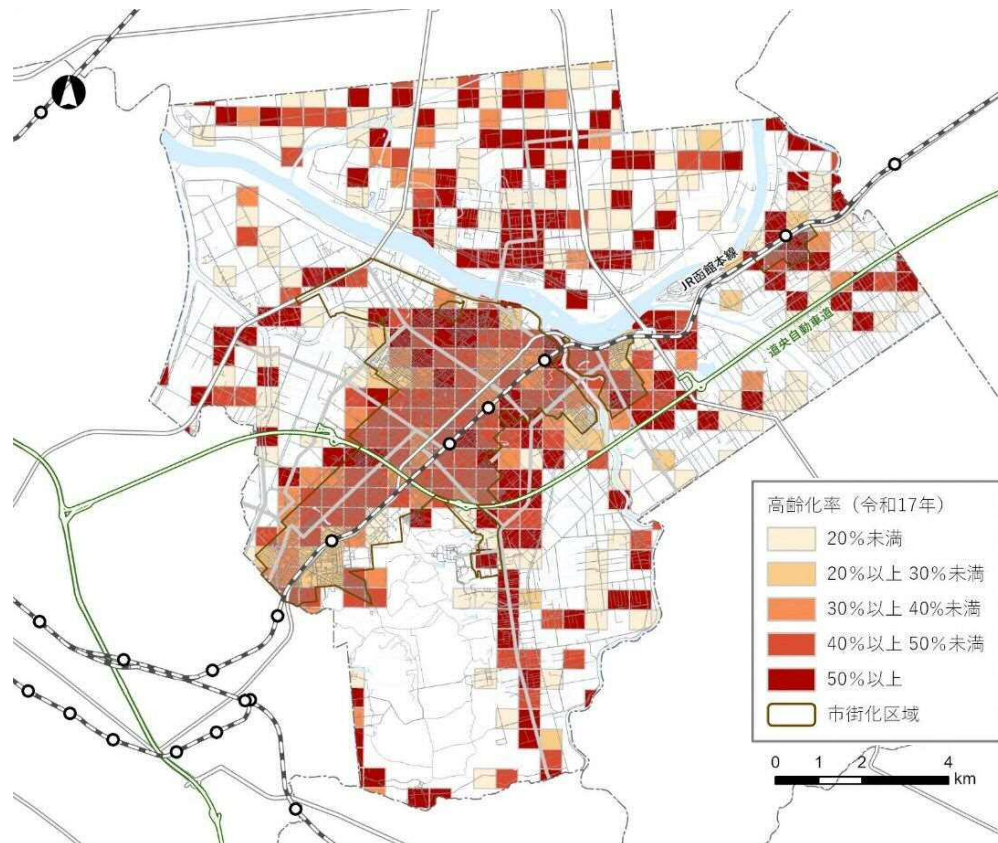 JR函館本線
道央自動車道
高齢化率（令和17年）
20%未満
20%以上 30%未満
30%以上 40%未満
40%以上 50%未満
50%以上
市街化区域
0 1 2 4
km